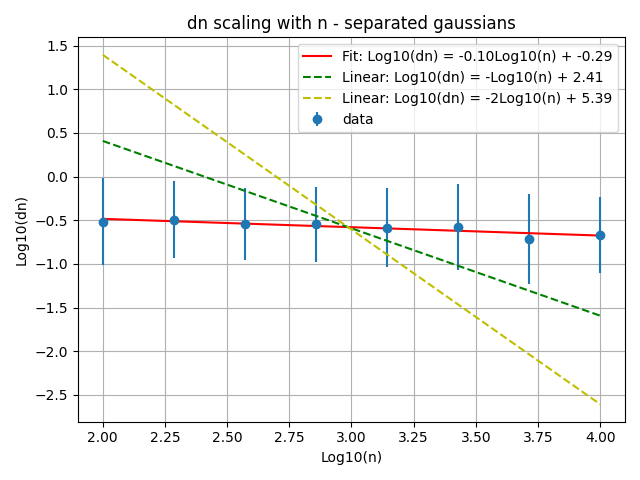 dn scaling with n - separated gaussians
Fit: Log10(dn) = -0.10Log10(n) + -0.29
Linear: Log10(dn) = -Log10(n) + 2.41
Linear: Log10(dn) = -2Log10(n) + 5.39
data
Log10(dn)
1.5
1.0
0.5
0.0
−0.5
−1.0
−1.5
−2.0
−2.5
2.00 2.25 2.50 2.75 3.00 3.25 3.50 3.75 4.00
Log10(n)